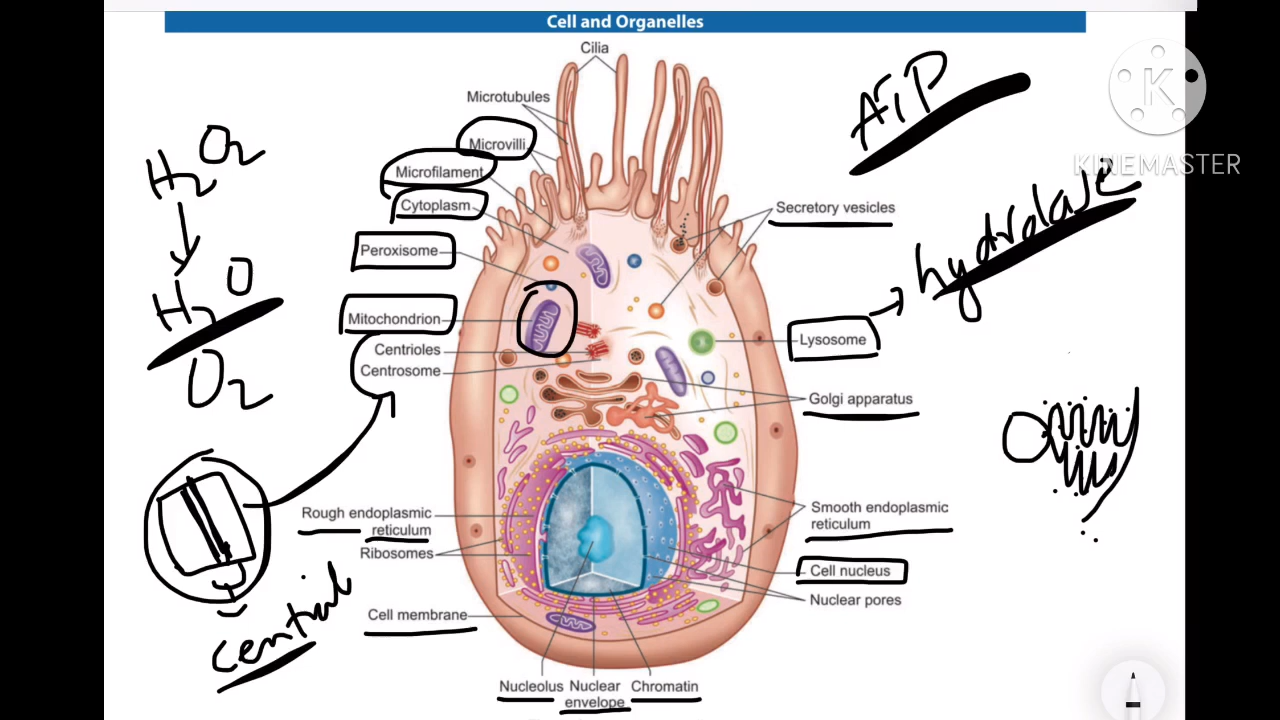 Cell and Organelles
Cilia
Microtubules
Microvilli
Microfilament
Cytoplasm
Peroxisome
Mitochondrion
Centrioles
Centrosome
Rough endoplasmic
reticulum
Ribosomes
Cell membrane
Nucleolus
Nuclear
envelope
Chromatin
Secretory vesicles
Lysosome
Golgi apparatus
Smooth endoplasmic
reticulum
Cell nucleus
Nuclear pores
H2O2
H2O
O2
ATP
K
KINEMASTER